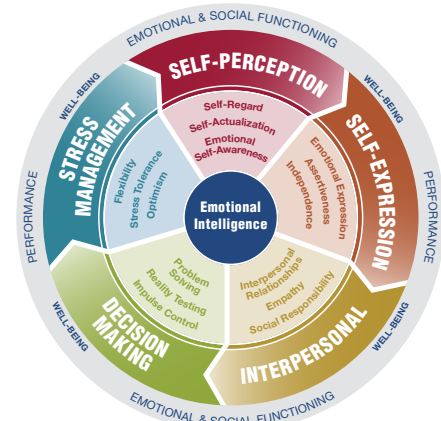 EMOTIONAL & SOCIAL FUNCTIONING
WELL-BEING
WELL-BEING
PERFORMANCE
PERFORMANCE
SELF-PERCEPTION
Self-Regard
Self-Actualization
Emotional
Self-Awareness
SELF-EXPRESSION
Emotional Expression
Assertiveness
Independence
STRESS
MANAGEMENT
Flexibility
Stress Tolerance
Optimism
Emotional
Intelligence
DECISION
MAKING
Problem
Solving
Reality Testing
Impulse Control
INTERPERSONAL
Interpersonal
Relationships
Empathy
Social Responsibility
WELL-BEING
WELL-BEING
EMOTIONAL & SOCIAL FUNCTIONING